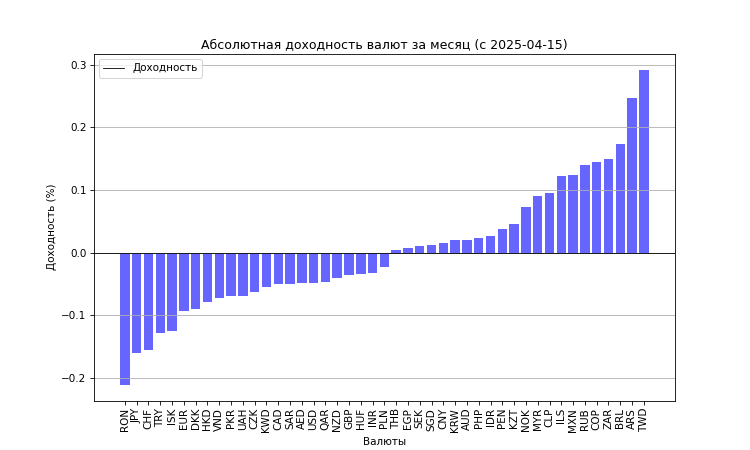 Абсолютная доходность валют за месяц (с 2025-04-15)
Доходность
Доходность (%)
0.3
0.2
0.1
0.0
−0.1
−0.2
RON JPY CHF TRY ISK EUR DKK HKD VND PKR UAH CZK KWD CAD SAR AED USD QAR NZD GBP HUF INR PLN THB EGP SEK SGD CNY KRW AUD PHP IDR PEN KZT NOK MYR CLP ILS MXN RUB COP ZAR BRL ARS TWD
Валюты